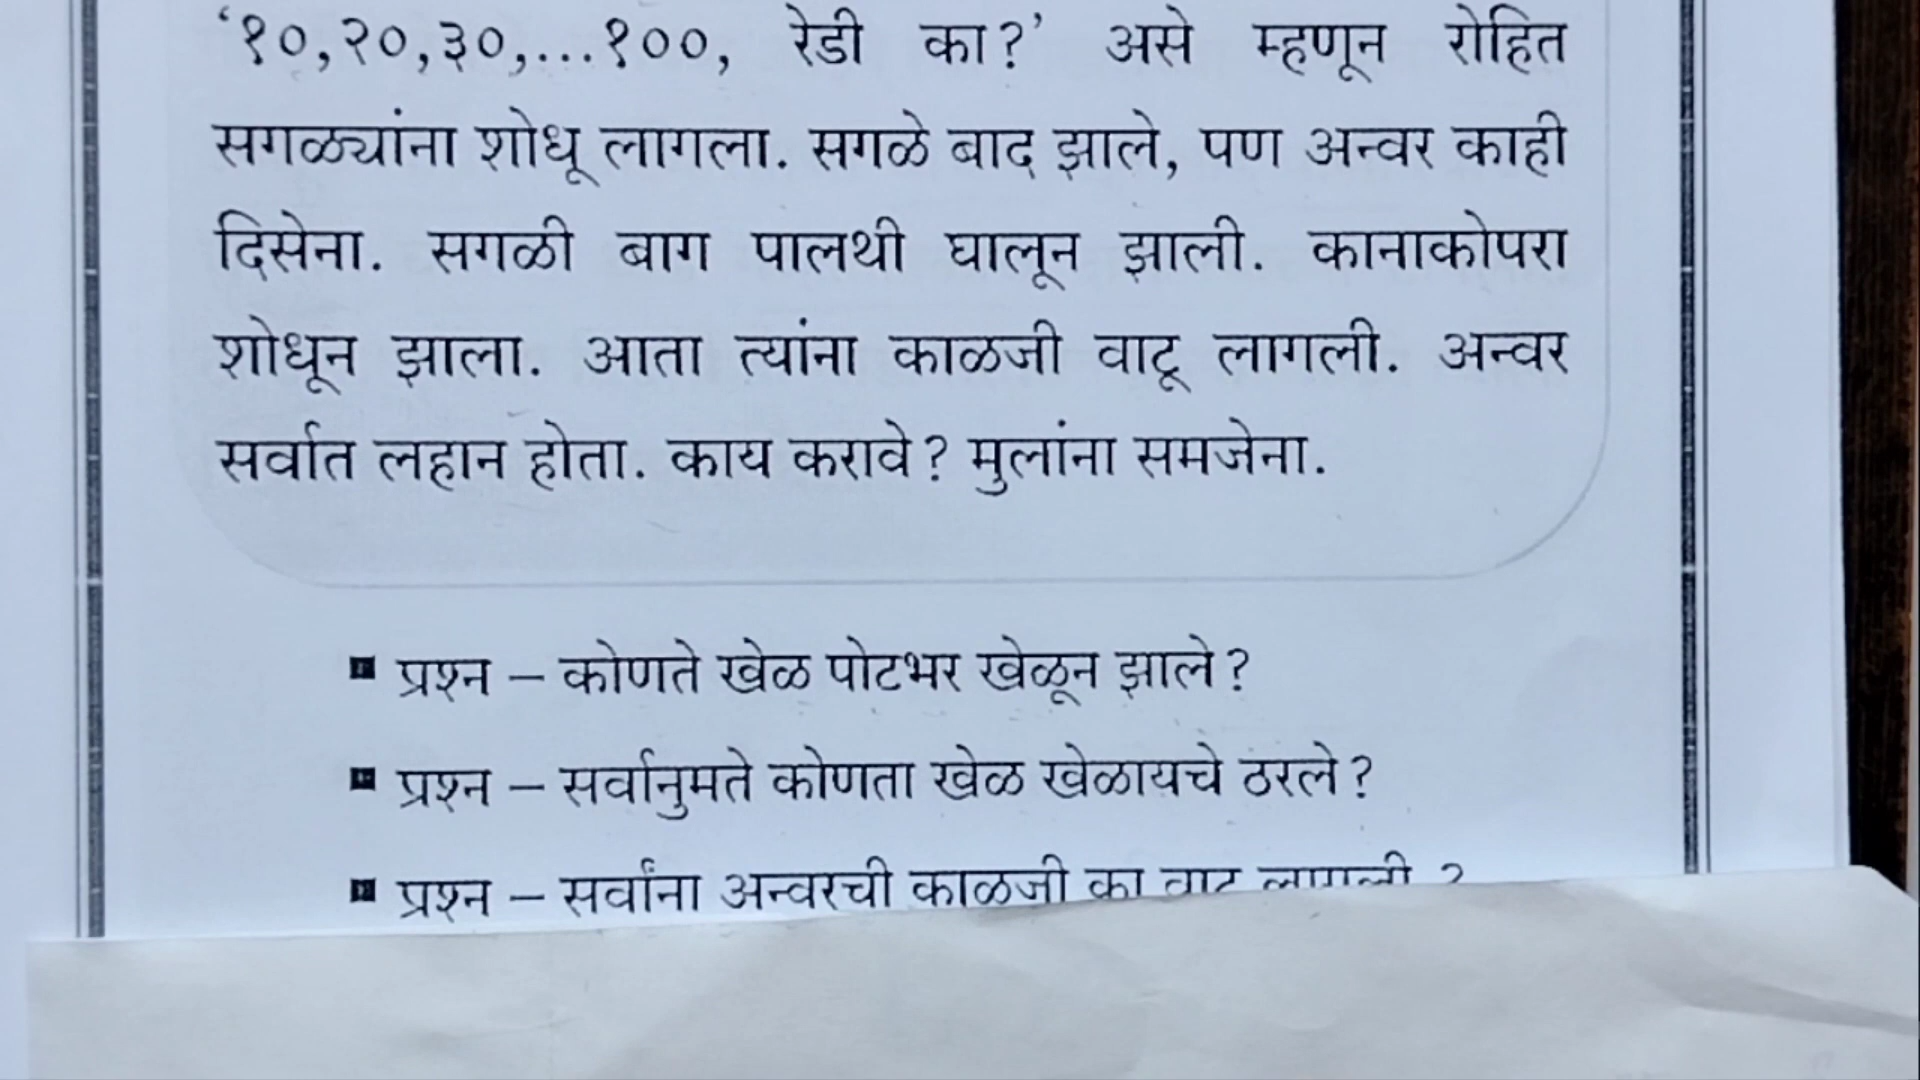 ‘१०,२०,३०,...१००, रेडी का?’ असे म्हणून रोहित
सगळ्यांना शोधू लागला. सगळे बाद झाले, पण अन्वर काही
दिसेना. सगळी बाग पालथी घालून झाली. कानाकोपरा
शोधून झाला. आता त्यांना काळजी वाटू लागली. अन्वर
सर्वात लहान होता. काय करावे? मुलांना समजेना.
▪ प्रश्न – कोणते खेळ पोटभर खेळून झाले?
▪ प्रश्न – सर्वानुमते कोणता खेळ खेळायचे ठरले?
▪ प्रश्न – सर्वांना अन्वरची काळजी का लागली ?